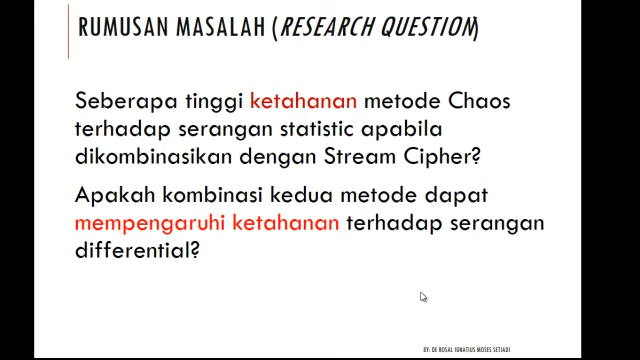 RUMUSAN MASALAH (RESEARCH QUESTION)
Seberapa tinggi ketahanan metode Chaos
terhadap serangan statistic apabila
dikombinasikan dengan Stream Cipher?
Apakah kombinasi kedua metode dapat
mempengaruhi ketahanan terhadap serangan
differential?
BY: DE ROSAL IGNATIUS MOSES SETIADI